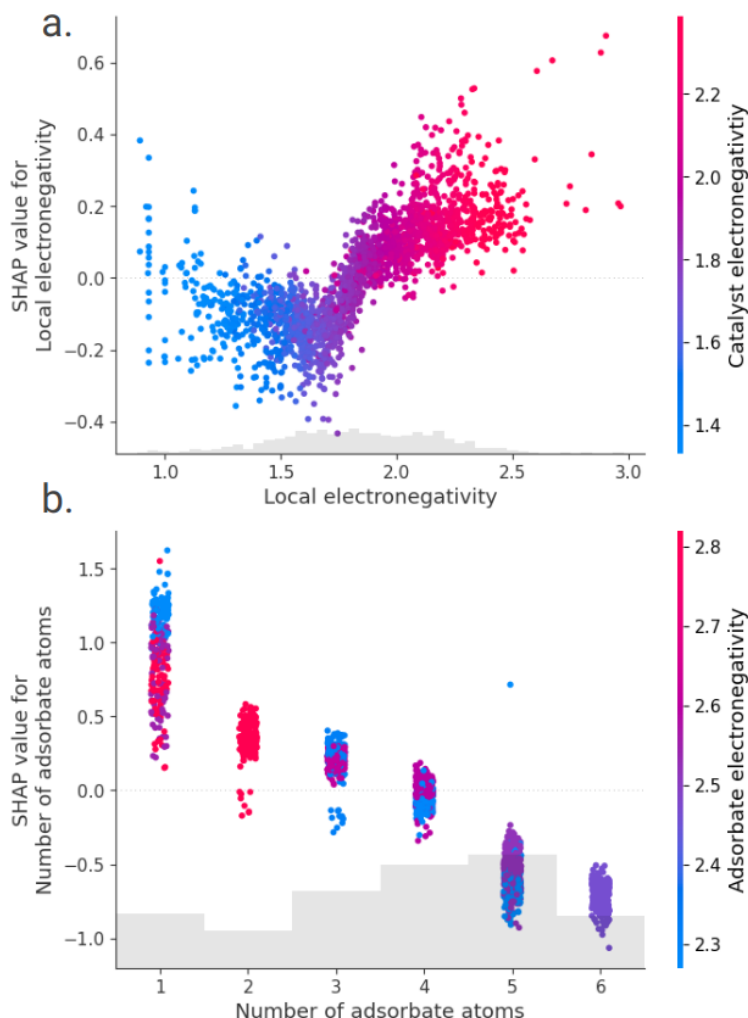 a.
0.6
0.4
0.2
0.0
−0.2
−0.4
SHAP value for
Local electronegativity
1.0 1.5 2.0 2.5 3.0
Local electronegativity
2.2
2.0
1.8
1.6
1.4
Catalyst electronegativtiy
b.
1.5
1.0
0.5
0.0
−0.5
−1.0
SHAP value for
Number of adsorbate atoms
1 2 3 4 5 6
Number of adsorbate atoms
2.8
2.7
2.6
2.5
2.4
2.3
Adsorbate electronegativity